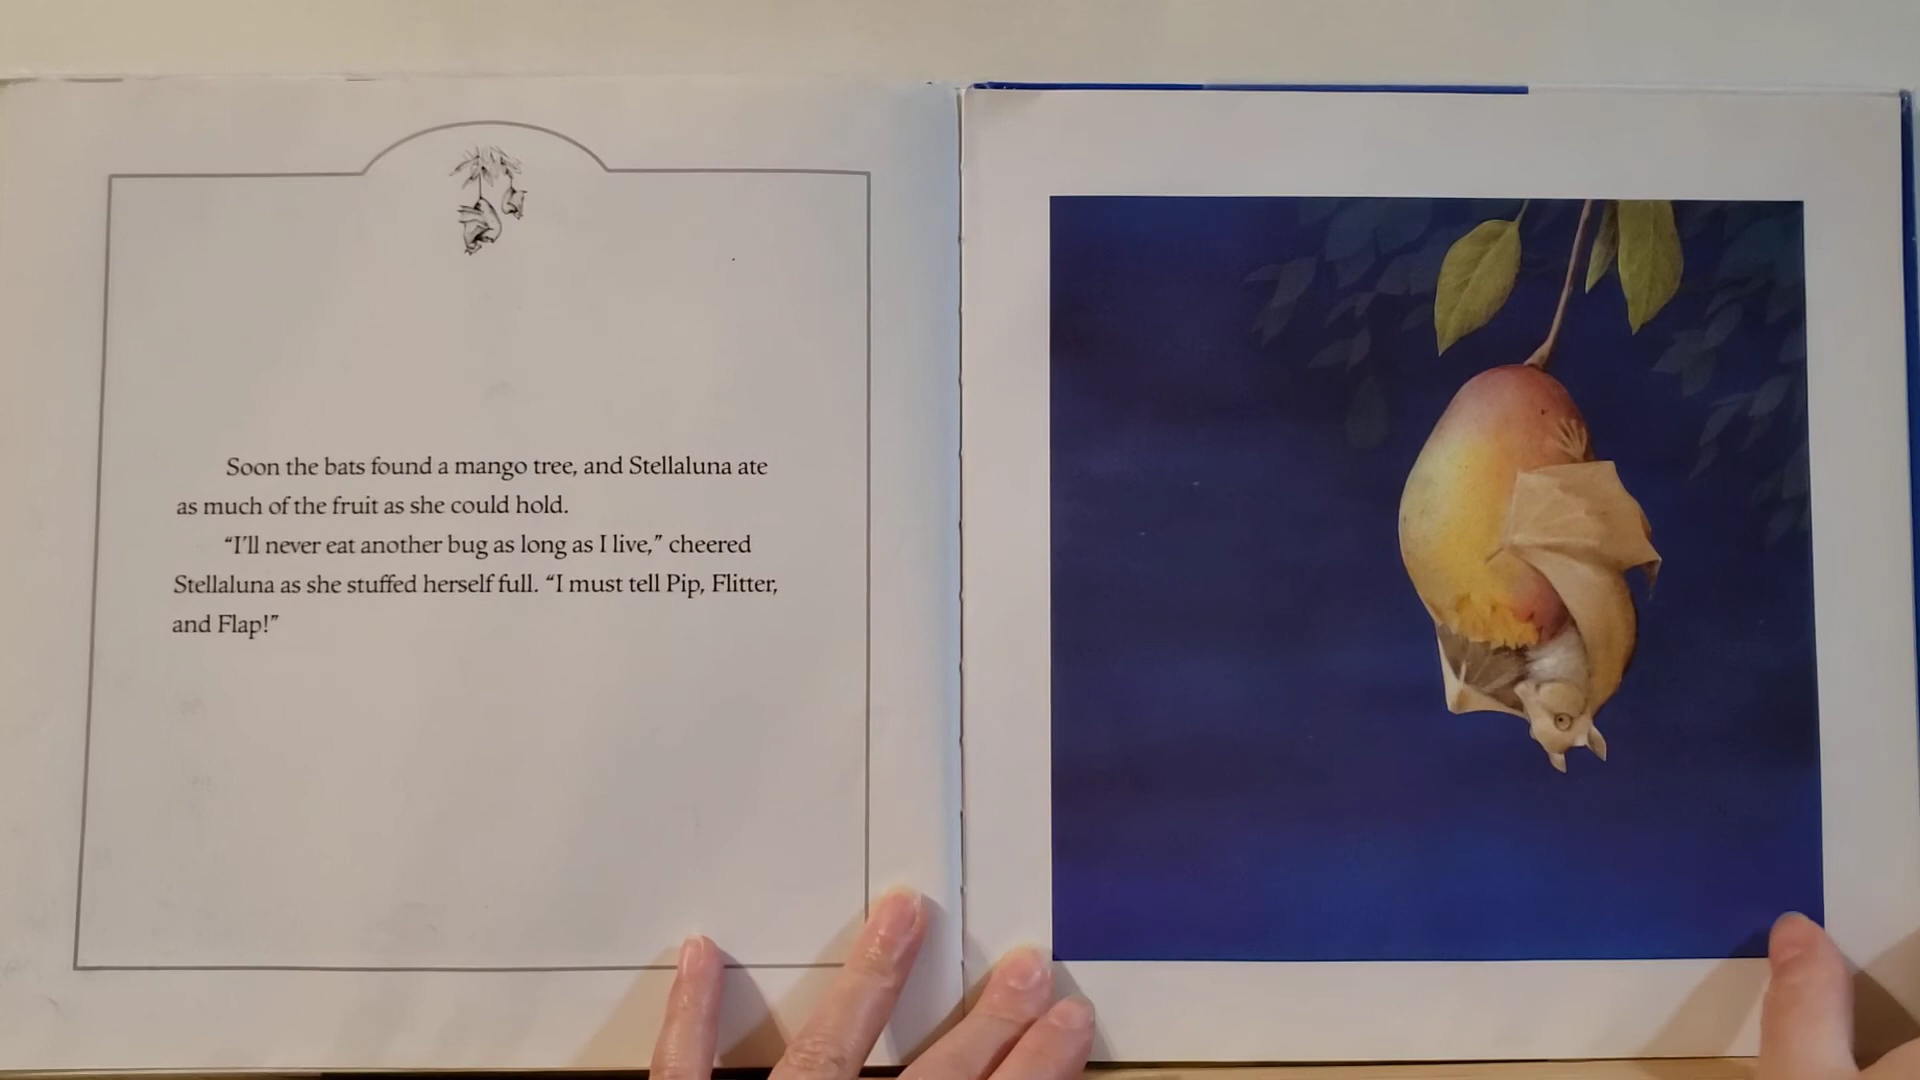 Soon the bats found a mango tree, and Stellaluna ate
as much of the fruit as she could hold.
“I’ll never eat another bug as long as I live,” cheered
Stellaluna as she stuffed herself full. “I must tell Pip, Flitter,
and Flap!”